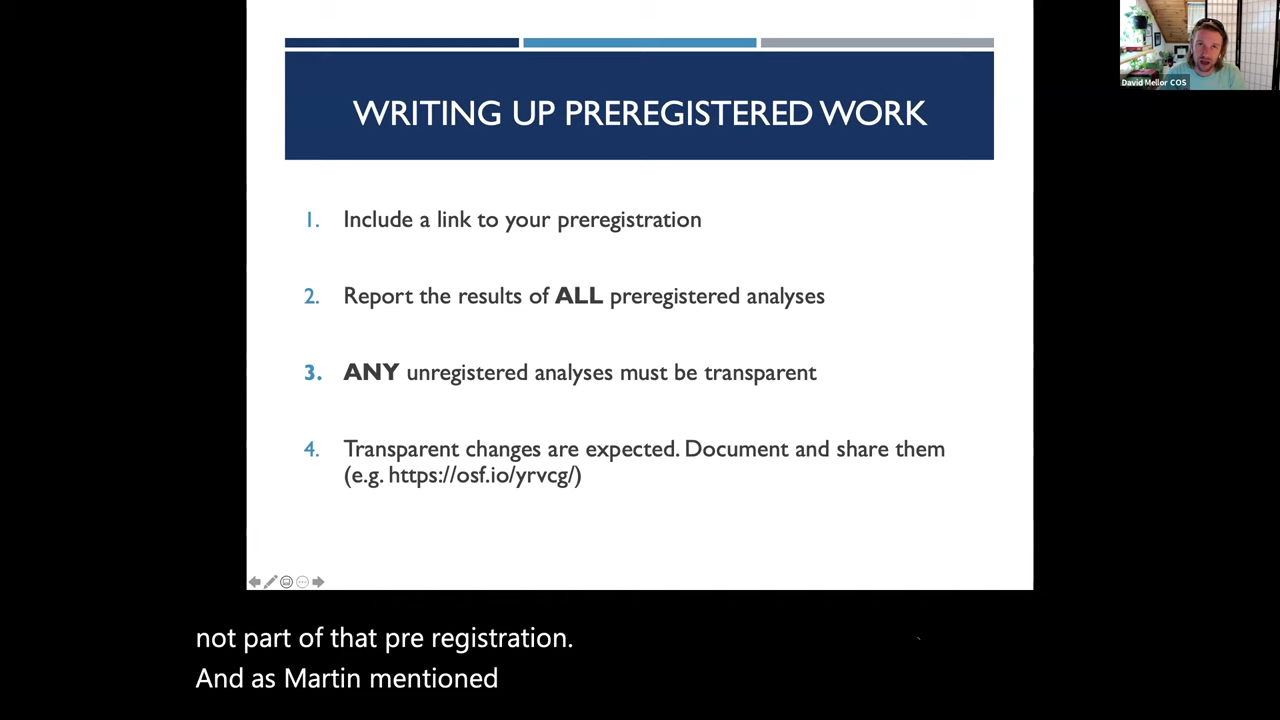 David Mellor COS
WRITING UP PREREGISTERED WORK
1. Include a link to your preregistration
2. Report the results of ALL preregistered analyses
3. ANY unregistered analyses must be transparent
4. Transparent changes are expected. Document and share them
(e.g. https://osf.io/yrvcg/)
not part of that pre registration.
And as Martin mentioned